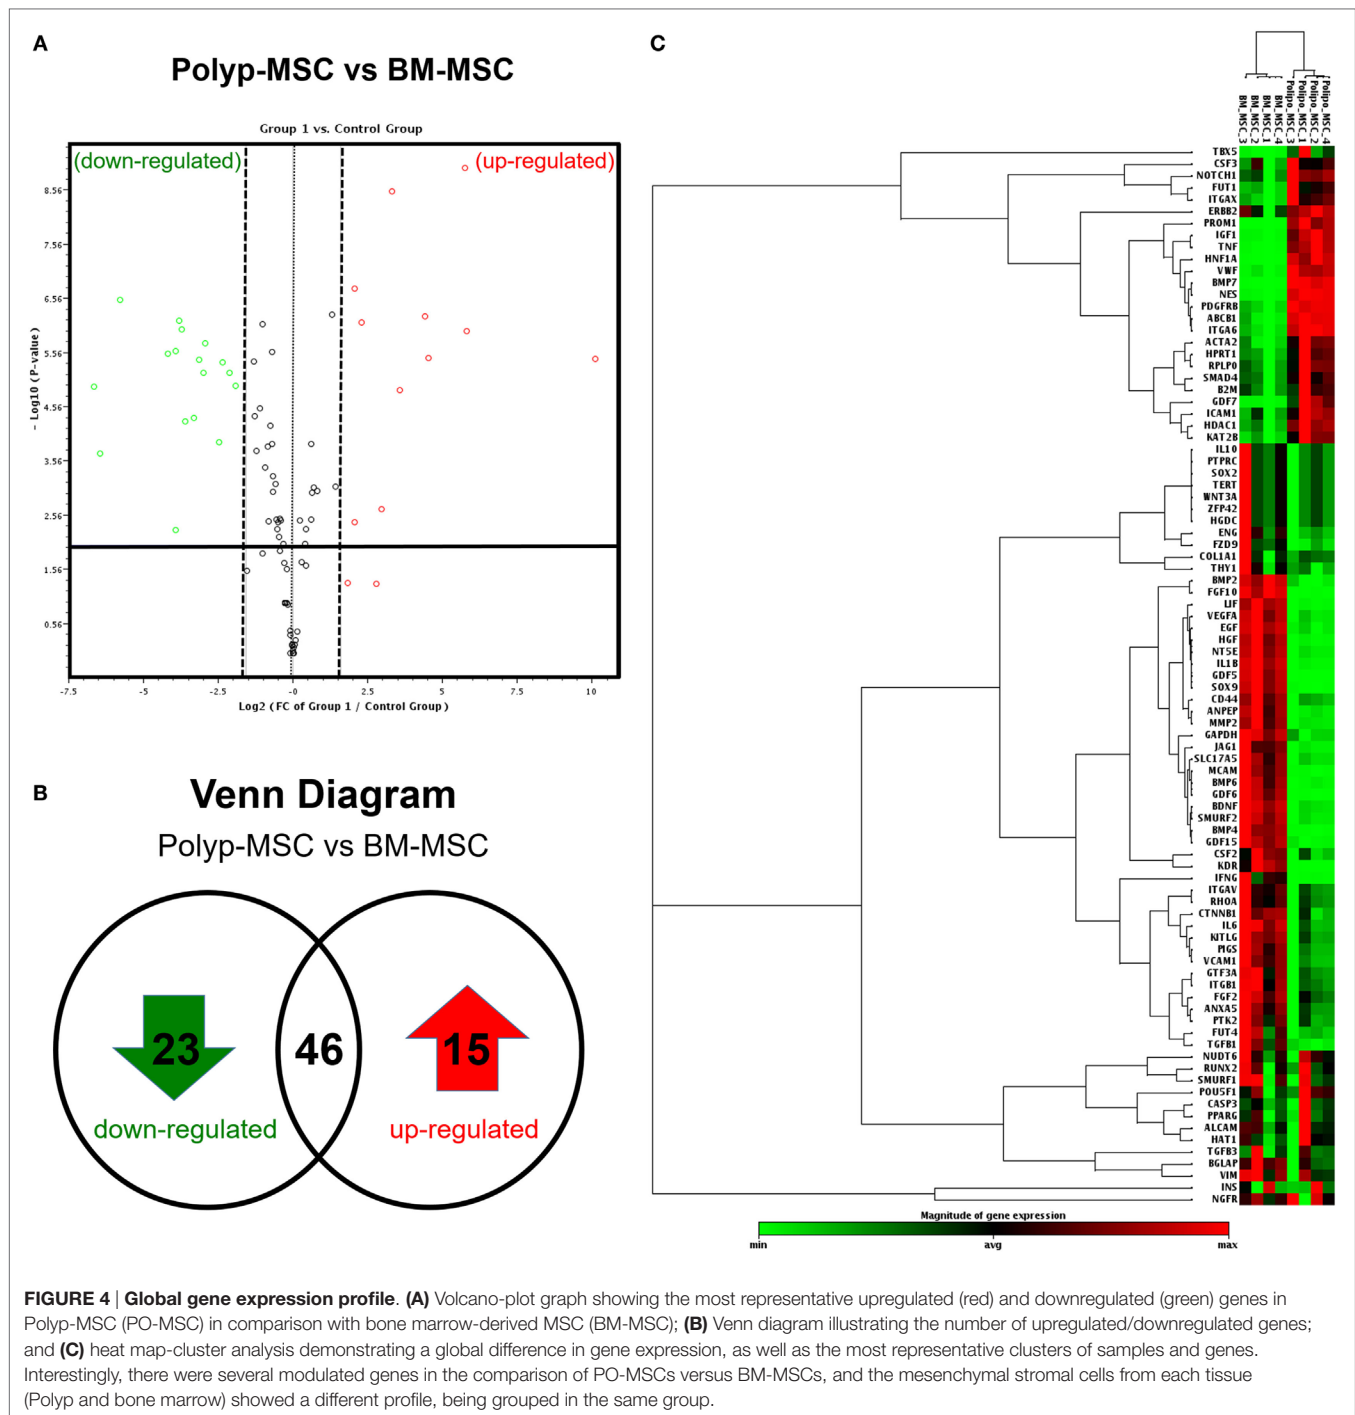 A
Polyp-MSC vs BM-MSC
Group 1 vs. Control Group
(down-regulated)
(up-regulated)
8.56
7.56
6.56
5.56
4.56
3.56
2.56
1.56
0.56
- Log10 (P-value)
-7.5
-5
-2.5
-0
2.5
5
7.5
10
Log2 (FC of Group 1 / Control Group)
B
Venn Diagram
Polyp-MSC vs BM-MSC
23
46
15
down-regulated
up-regulated
C
BM_MSC_3
BM_MSC_2
BM_MSC_1
BM_MSC_4
Polipo_MSC_3
Polipo_MSC_1
Polipo_MSC_2
Polipo_MSC_4
TBX5
CSF3
NOTCH1
FUT1
ITGAX
ERBB2
PROM1
IGF1
TNF
HNF1A
VWF
BMP7
NES
PDGFRB
ABCB1
ITGA6
ACTA2
HPRT1
RPLP0
SMAD4
B2M
GDF7
ICAM1
HDAC1
KAT2B
IL10
PTPRC
SOX2
TERT
WNT3A
ZFP42
HGDC
ENG
FZD9
COL1A1
THY1
BMP2
FGF10
LIF
VEGFA
EGF
HGF
NT5E
IL1B
GDF5
SOX9
CD44
ANPEP
MMP2
GAPDH
JAG1
SLC17A5
MCAM
BMP6
GDF6
BDNF
SMURF2
BMP4
GDF15
CSF2
KDR
IFNG
ITGAV
RHOA
CTNNB1
IL6
KITLG
PIGS
VCAM1
GTF3A
ITGB1
FGF2
ANXA5
PTK2
FUT4
TGFB1
NUDT6
RUNX2
SMURF1
POU5F1
CASP3
PPARG
ALCAM
HAT1
TGFB3
BGLAP
VIM
INS
NGFR
Magnitude of gene expression
min
avg
max
FIGURE 4 | Global gene expression profile. (A) Volcano-plot graph showing the most representative upregulated (red) and downregulated (green) genes in
Polyp-MSC (PO-MSC) in comparison with bone marrow-derived MSC (BM-MSC); (B) Venn diagram illustrating the number of upregulated/downregulated genes;
and (C) heat map-cluster analysis demonstrating a global difference in gene expression, as well as the most representative clusters of samples and genes.
Interestingly, there were several modulated genes in the comparison of PO-MSCs versus BM-MSCs, and the mesenchymal stromal cells from each tissue
(Polyp and bone marrow) showed a different profile, being grouped in the same group.